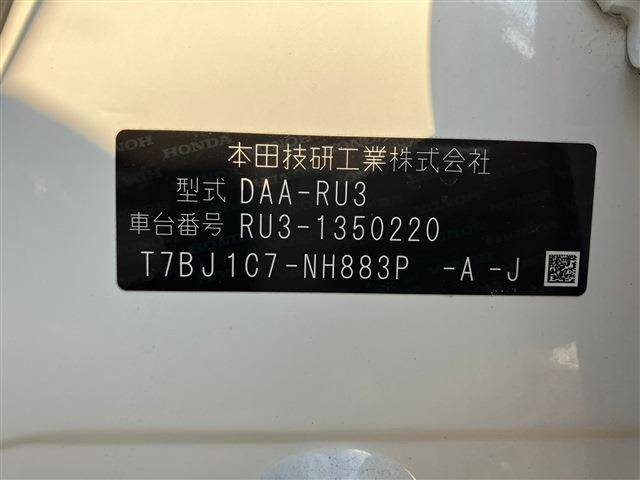 本田技研工業株式会社
型式 DAA-RU3
車台番号 RU3-1350220
T7BJ1C7-NH883P -A -J